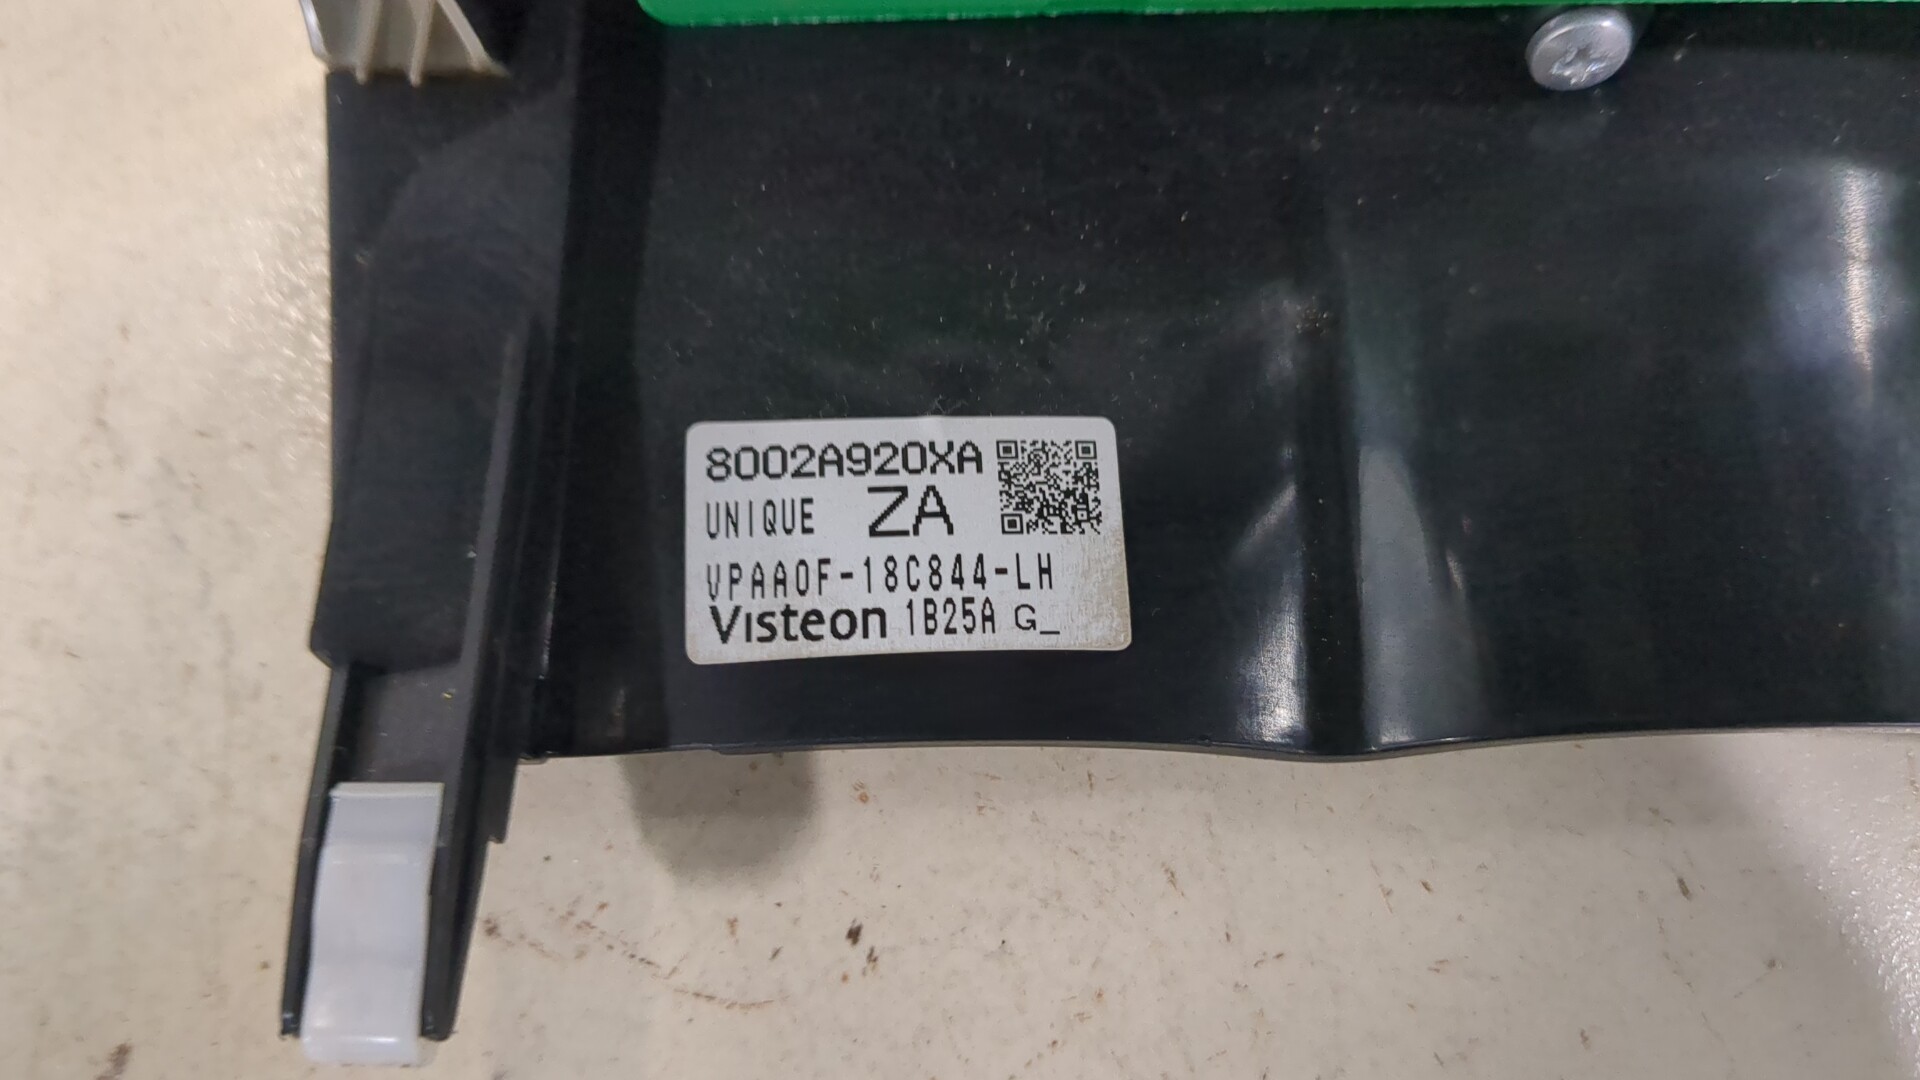 8002A920XA
UNIQUE ZA
VPAA0F-18C844-LH
Visteon 1B25A G_